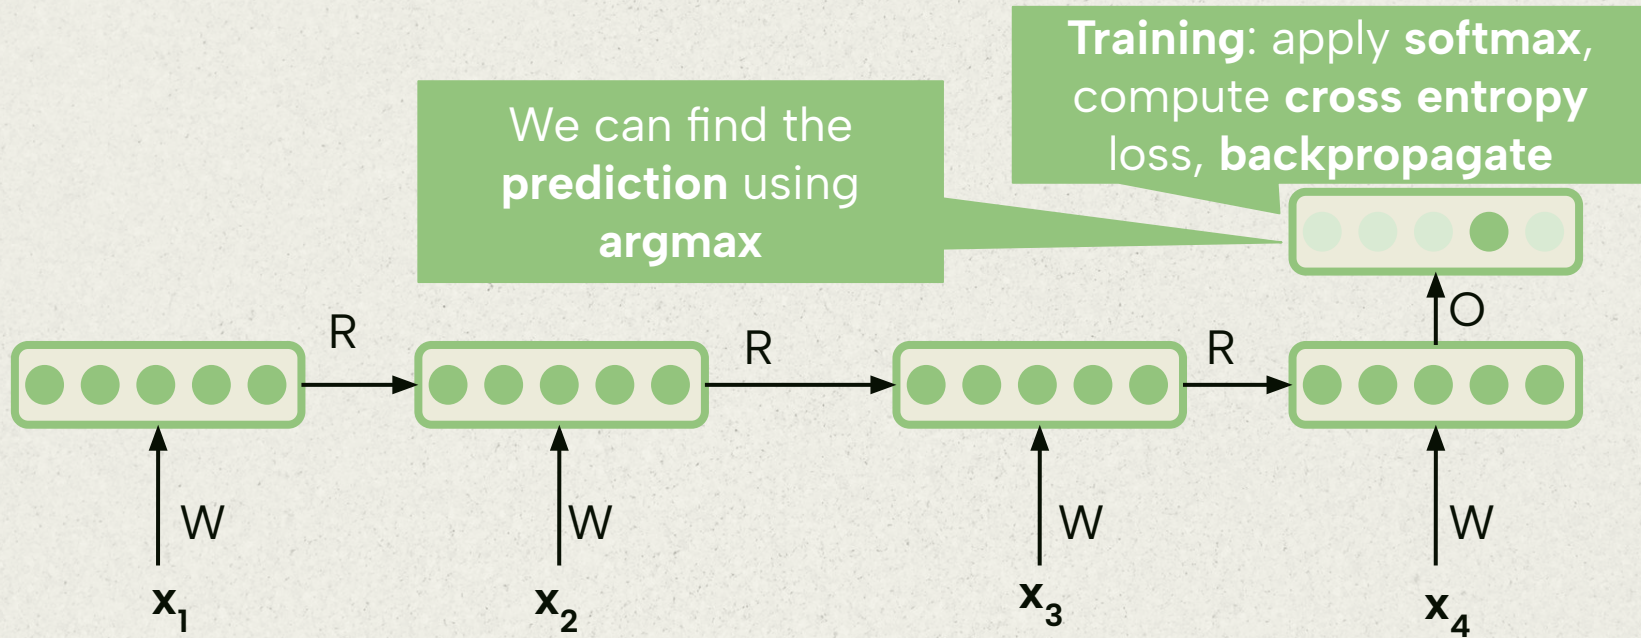 Training: apply softmax,
compute cross entropy
loss, backpropagate
We can find the
prediction using
argmax
R
R
R
O
W
W
W
W
x₁
x₂
x₃
x₄